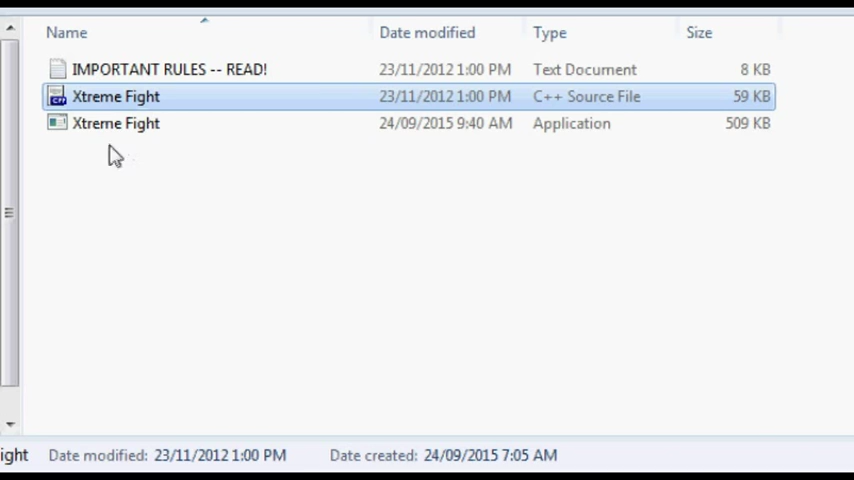 Name Date modified Type Size
IMPORTANT RULES -- READ! 23/11/2012 1:00 PM Text Document 8 KB
Xtreme Fight 23/11/2012 1:00 PM C++ Source File 59 KB
Xtreme Fight 24/09/2015 9:40 AM Application 509 KB
ight Date modified: 23/11/2012 1:00 PM Date created: 24/09/2015 7:05 AM